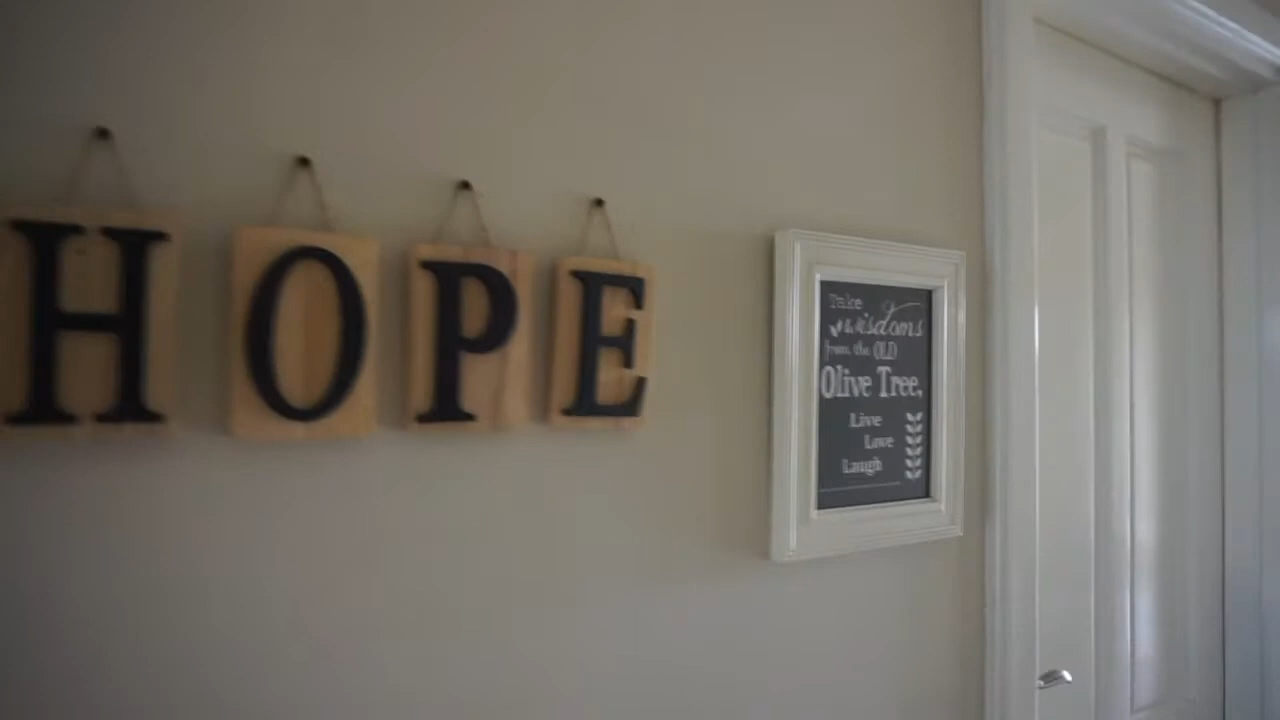 HOPE
Take
wisdoms
from the OLD
Olive Tree,
Live
Love
Laugh